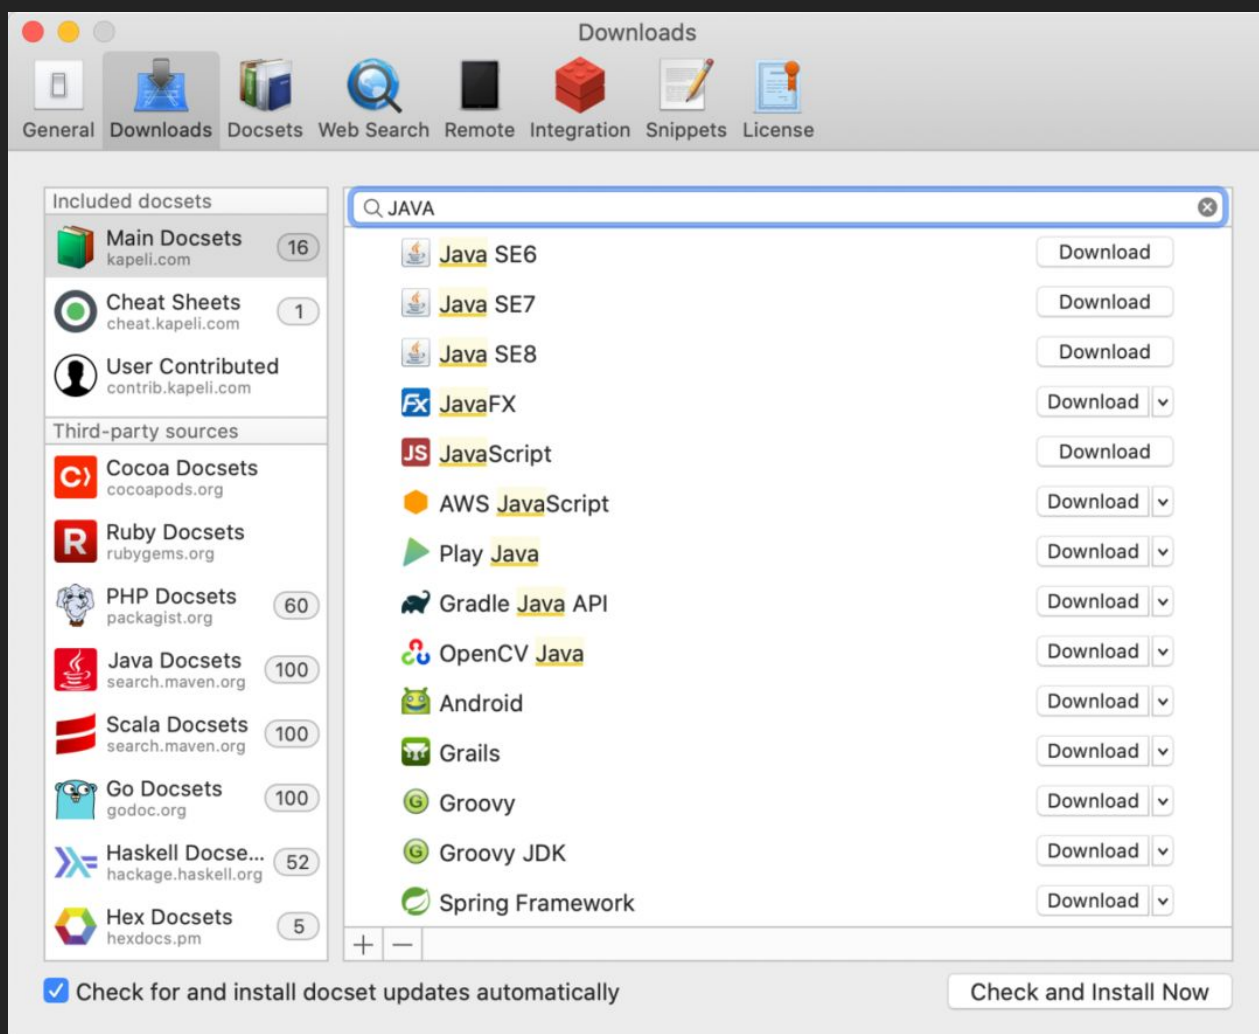 Downloads
General Downloads Docsets Web Search Remote Integration Snippets License
Included docsets
Main Docsets 16
kapeli.com
Cheat Sheets 1
cheat.kapeli.com
User Contributed
contrib.kapeli.com
Third-party sources
Cocoa Docsets
cocoapods.org
Ruby Docsets
rubygems.org
PHP Docsets 60
packagist.org
Java Docsets 100
search.maven.org
Scala Docsets 100
search.maven.org
Go Docsets 100
godoc.org
Haskell Docse... 52
hackage.haskell.org
Hex Docsets 5
hexdocs.pm
JAVA
Java SE6 Download
Java SE7 Download
Java SE8 Download
Fx JavaFX Download
JS JavaScript Download
AWS JavaScript Download
Play Java Download
Gradle Java API Download
OpenCV Java Download
Android Download
Grails Download
G Groovy Download
G Groovy JDK Download
Spring Framework Download
Check for and install docset updates automatically
Check and Install Now